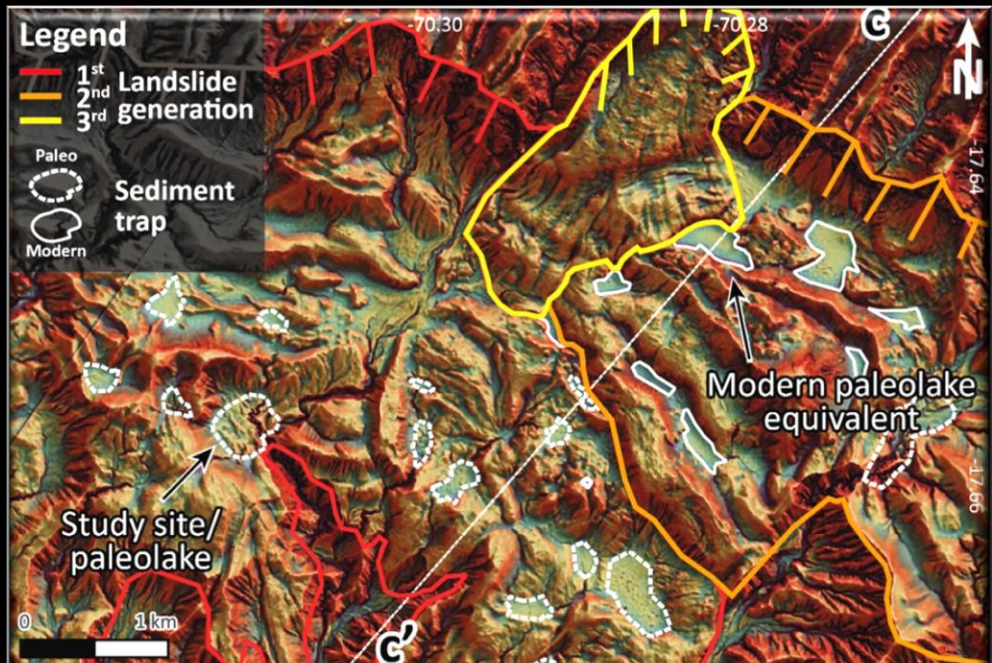 Legend
1st
2nd
3rd
Landslide
generation
Paleo
Sediment
trap
Modern
-70.30
-70.28
C
N
-17.64
Modern paleolake
equivalent
-17.66
Study site/
paleolake
0
1 km
C'